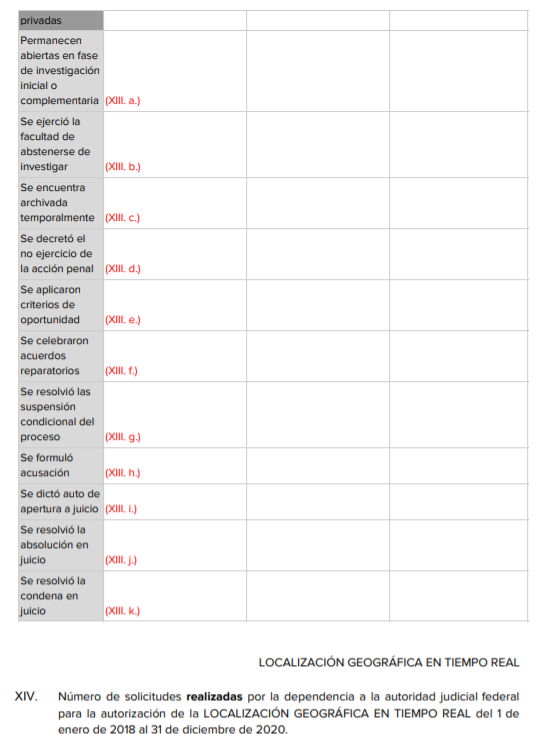 privadas
Permanecen
abiertas en fase
de investigación
inicial o
complementaria (XIII. a.)
Se ejerció la
facultad de
abstenerse de
investigar (XIII. b.)
Se encuentra
archivada
temporalmente (XIII. c.)
Se decretó el
no ejercicio de
la acción penal (XIII. d.)
Se aplicaron
criterios de
oportunidad (XIII. e.)
Se celebraron
acuerdos
reparatorios (XIII. f.)
Se resolvió las
suspensión
condicional del
proceso (XIII. g.)
Se formuló
acusación (XIII. h.)
Se dictó auto de
apertura a juicio (XIII. i.)
Se resolvió la
absolución en
juicio (XIII. j.)
Se resolvió la
condena en
juicio (XIII. k.)
LOCALIZACIÓN GEOGRÁFICA EN TIEMPO REAL
XIV. Número de solicitudes realizadas por la dependencia a la autoridad judicial federal
para la autorización de la LOCALIZACIÓN GEOGRÁFICA EN TIEMPO REAL del 1 de
enero de 2018 al 31 de diciembre de 2020.